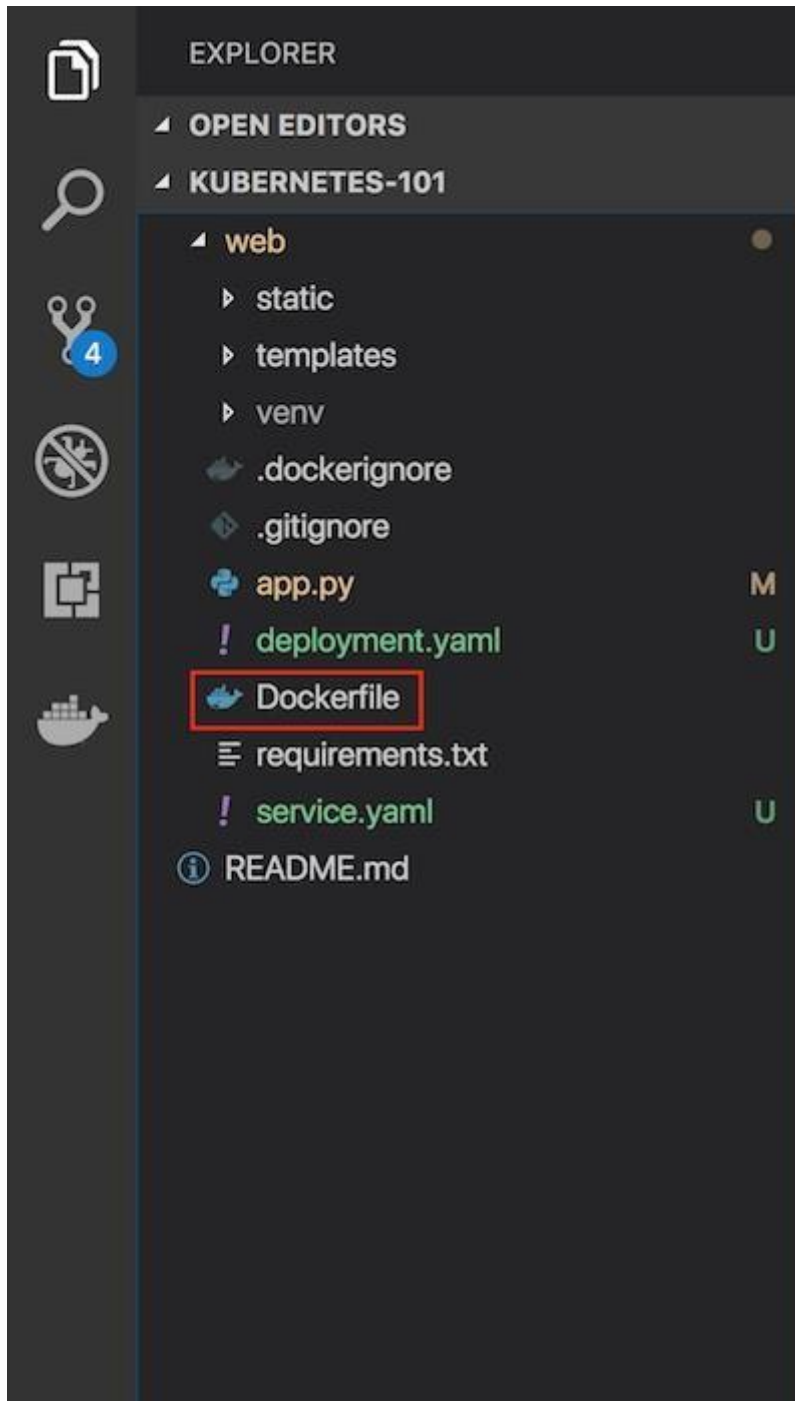 EXPLORER
OPEN EDITORS
KUBERNETES-101
web
static
templates
4
venv
.dockerignore
.gitignore
app.py M
deployment.yaml U
Dockerfile
requirements.txt
service.yaml U
README.md